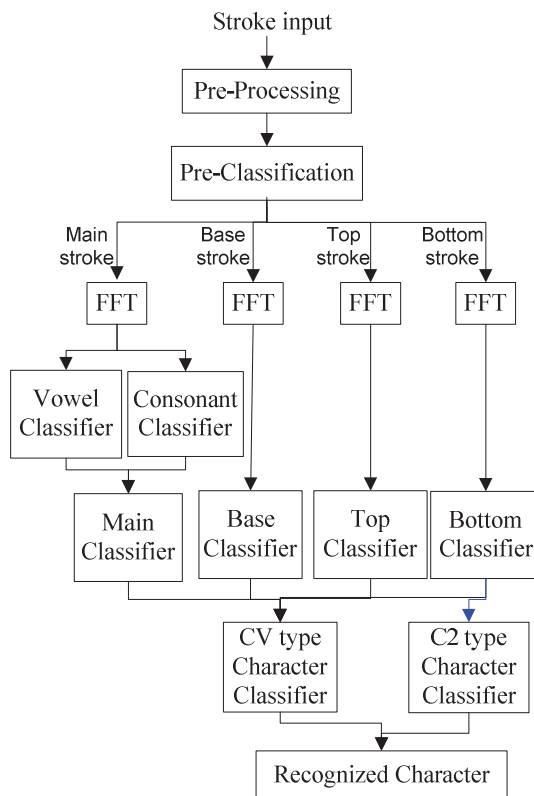 Stroke input
Pre-Processing
Pre-Classification
Main
stroke
Base
stroke
Top
stroke
Bottom
stroke
FFT
FFT
FFT
FFT
Vowel
Classifier
Consonant
Classifier
Main
Classifier
Base
Classifier
Top
Classifier
Bottom
Classifier
CV type
Character
Classifier
C2 type
Character
Classifier
Recognized Character